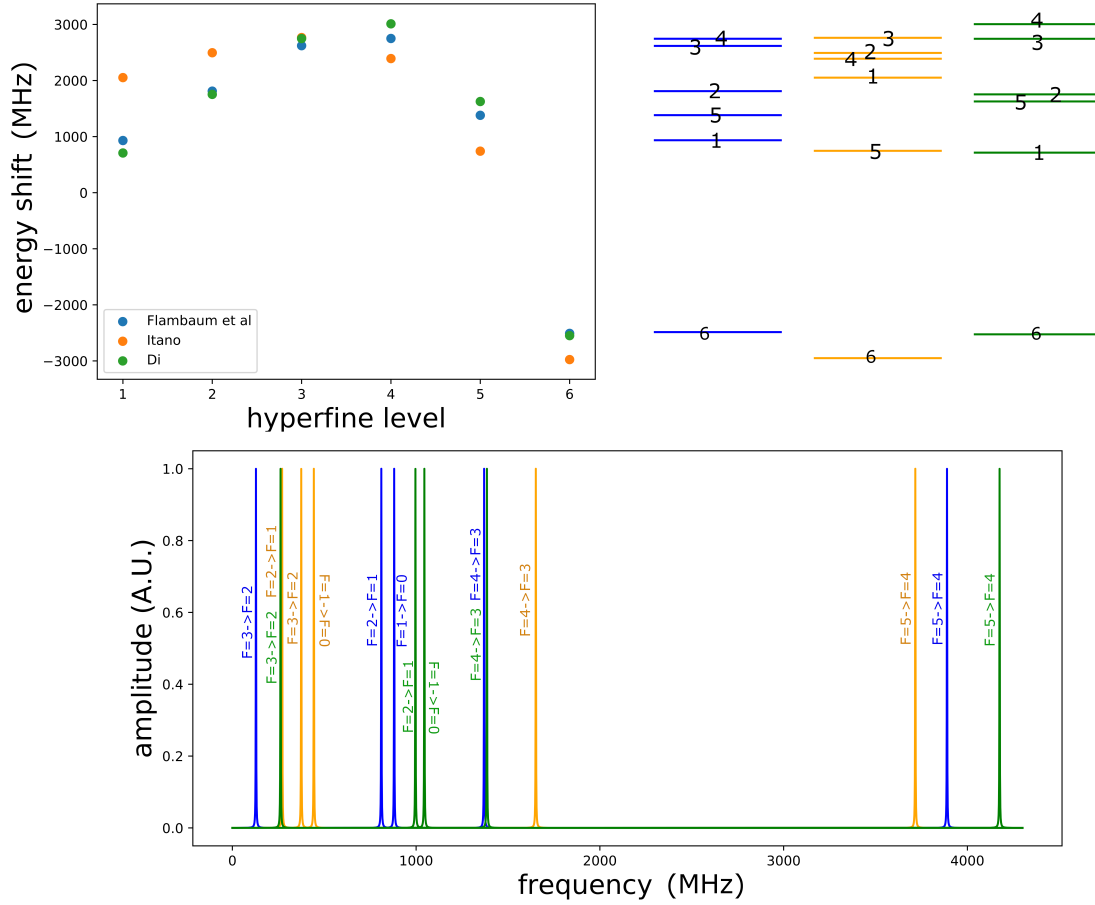 energy shift (MHz)
3000
2000
1000
0
−1000
−2000
−3000
Flambaum et al
Itano
Di
1 2 3 4 5 6
hyperfine level
4
3
2
5
1
6
3
2
4
1
5
6
4
3
2
5
1
6
amplitude (A.U.)
1.0
0.8
0.6
0.4
0.2
0.0
F=3->F=2
F=3->F=2
F=2->F=1
F=3->F=2
F=1->F=0
F=2->F=1
F=1->F=0
F=2->F=1
F=1->F=0
F=4->F=3
F=4->F=3
F=4->F=3
F=5->F=4
F=5->F=4
F=5->F=4
0 1000 2000 3000 4000
frequency (MHz)